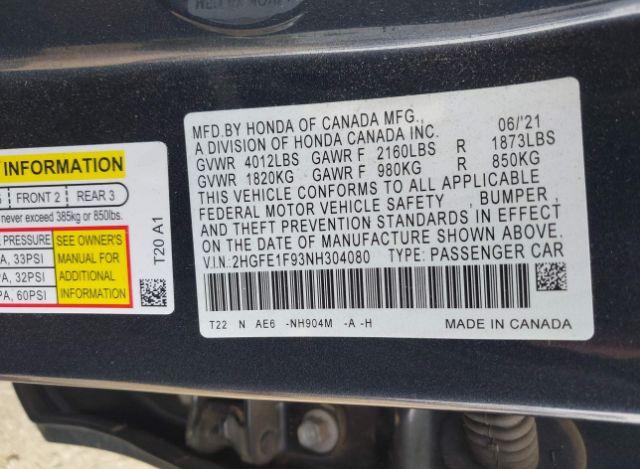 MFD.BY HONDA OF CANADA MFG., 06/'21
A DIVISION OF HONDA CANADA INC.
GVWR 4012LBS GAWR F 2160LBS R 1873LBS
GVWR 1820KG GAWR F 980KG R 850KG
THIS VEHICLE CONFORMS TO ALL APPLICABLE
FEDERAL MOTOR VEHICLE SAFETY , BUMPER,
AND THEFT PREVENTION STANDARDS IN EFFECT
ON THE DATE OF MANUFACTURE SHOWN ABOVE.
V.I.N: 2HGFE1F93NH304080 TYPE: PASSENGER CAR
T22 N AE6 -NH904M -A -H MADE IN CANADA
INFORMATION
FRONT 2 REAR 3
never exceed 385kg or 850lbs.
PRESSURE SEE OWNER'S
33PSI MANUAL FOR
32PSI ADDITIONAL
60PSI INFORMATION
T20 A1